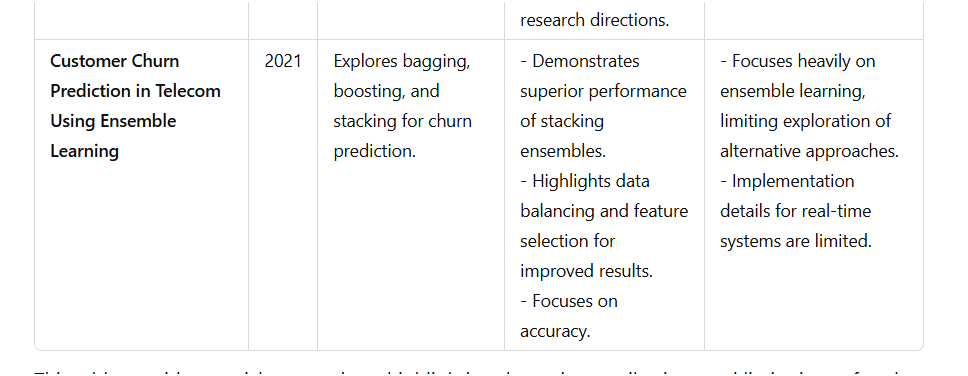 research directions.
Customer Churn
Prediction in Telecom
Using Ensemble
Learning
2021
Explores bagging,
boosting, and
stacking for churn
prediction.
- Demonstrates
superior performance
of stacking
ensembles.
- Highlights data
balancing and feature
selection for
improved results.
- Focuses on
accuracy.
- Focuses heavily on
ensemble learning,
limiting exploration of
alternative approaches.
- Implementation
details for real-time
systems are limited.